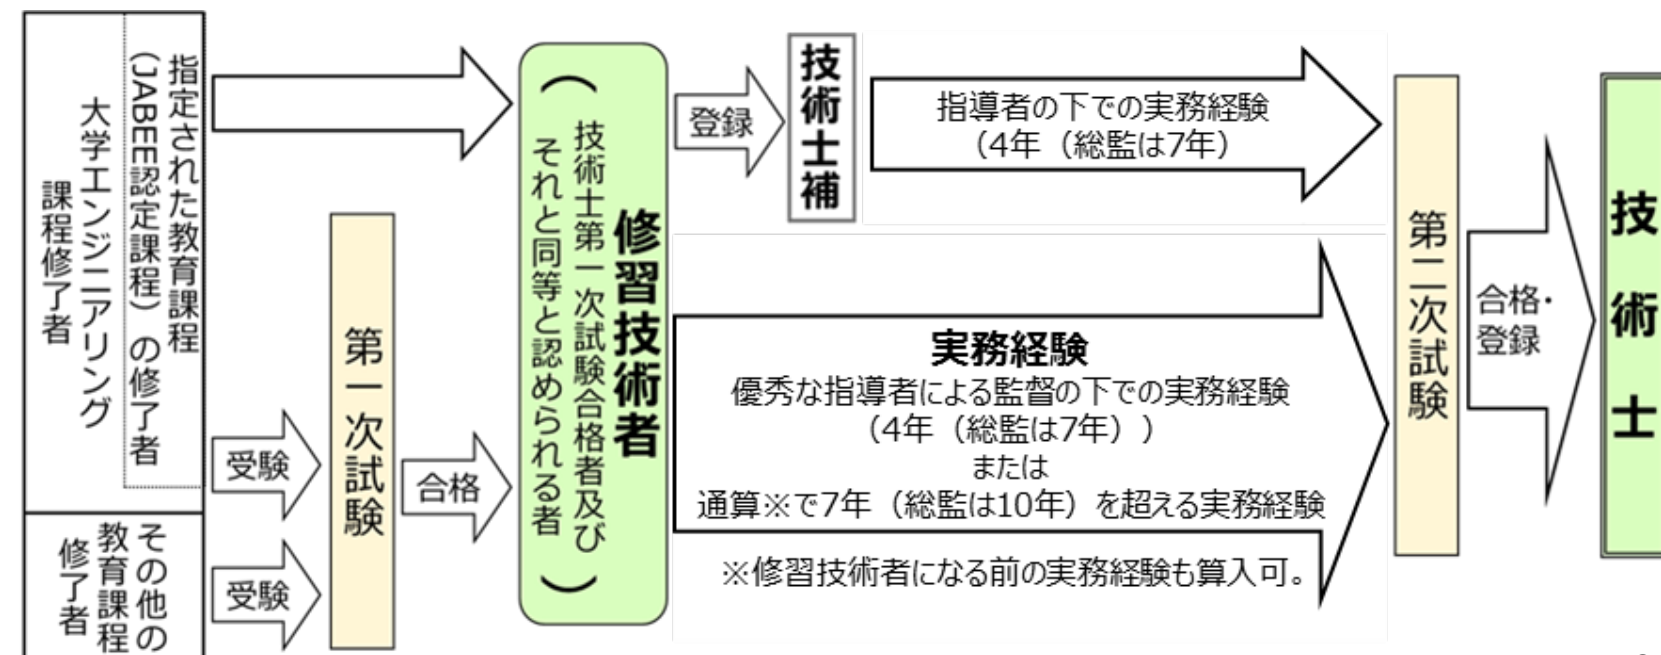 指定された教育課程
（JABEE認定課程）の修了者
大学エンジニアリング
課程修了者
その他の
教育課程
修了者
受験
受験
第一次試験
合格
修習技術者
（技術士第一次試験合格者及び
それと同等と認められる者）
登録
技術士補
指導者の下での実務経験
（4年（総監は7年）
実務経験
優秀な指導者による監督の下での実務経験
（4年（総監は7年））
または
通算※で7年（総監は10年）を超える実務経験
※修習技術者になる前の実務経験も算入可。
第二次試験
合格・
登録
技術士